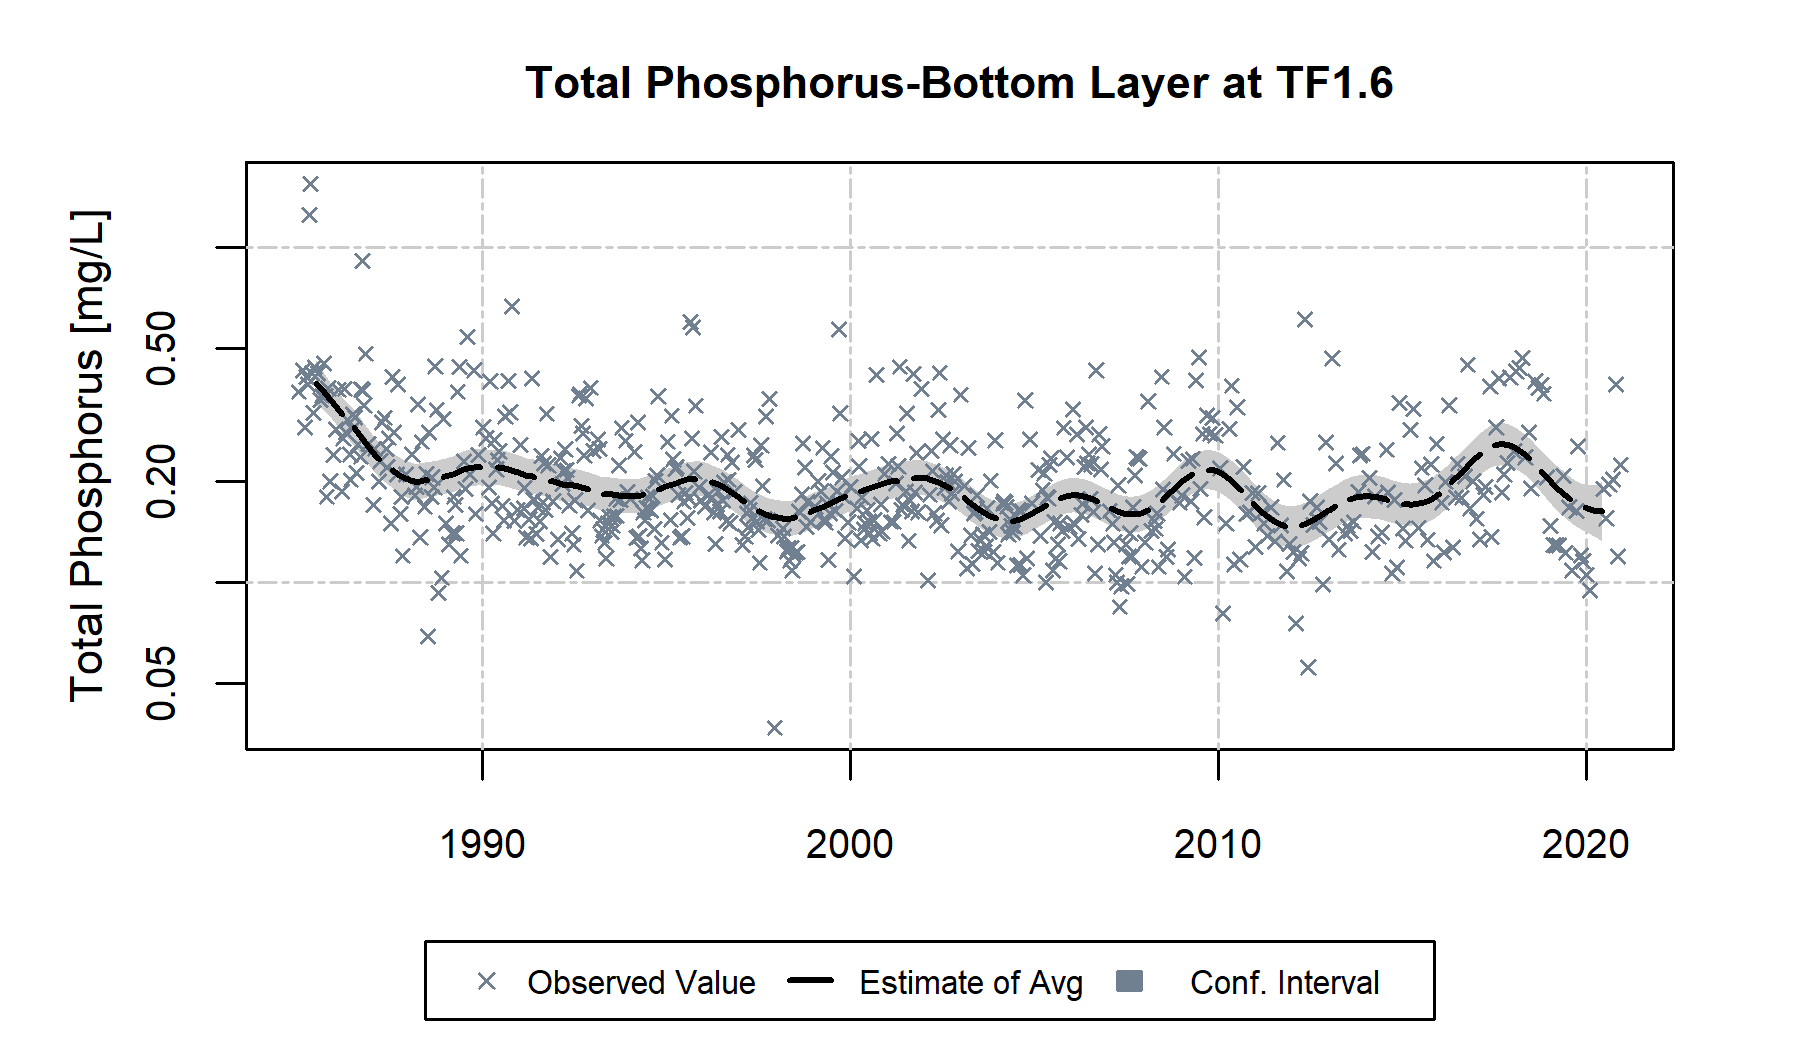 Total Phosphorus-Bottom Layer at TF1.6
Total Phosphorus [mg/L]
0.50
0.20
0.05
1990 2000 2010 2020
Observed Value Estimate of Avg Conf. Interval